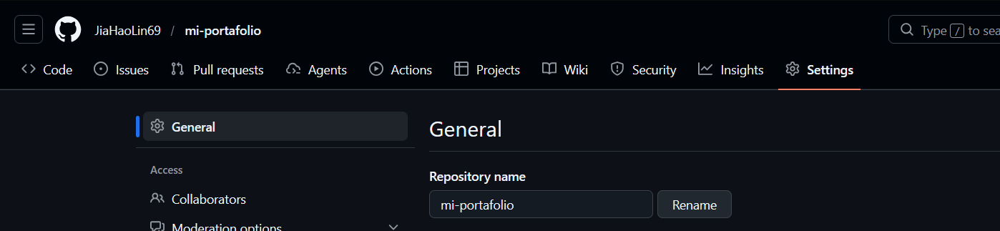 JiaHaoLin69 / mi-portafolio
Type / to sea
Code Issues Pull requests Agents Actions Projects Wiki Security Insights Settings
General
General
Access
Repository name
Collaborators
mi-portafolio Rename
Moderation options